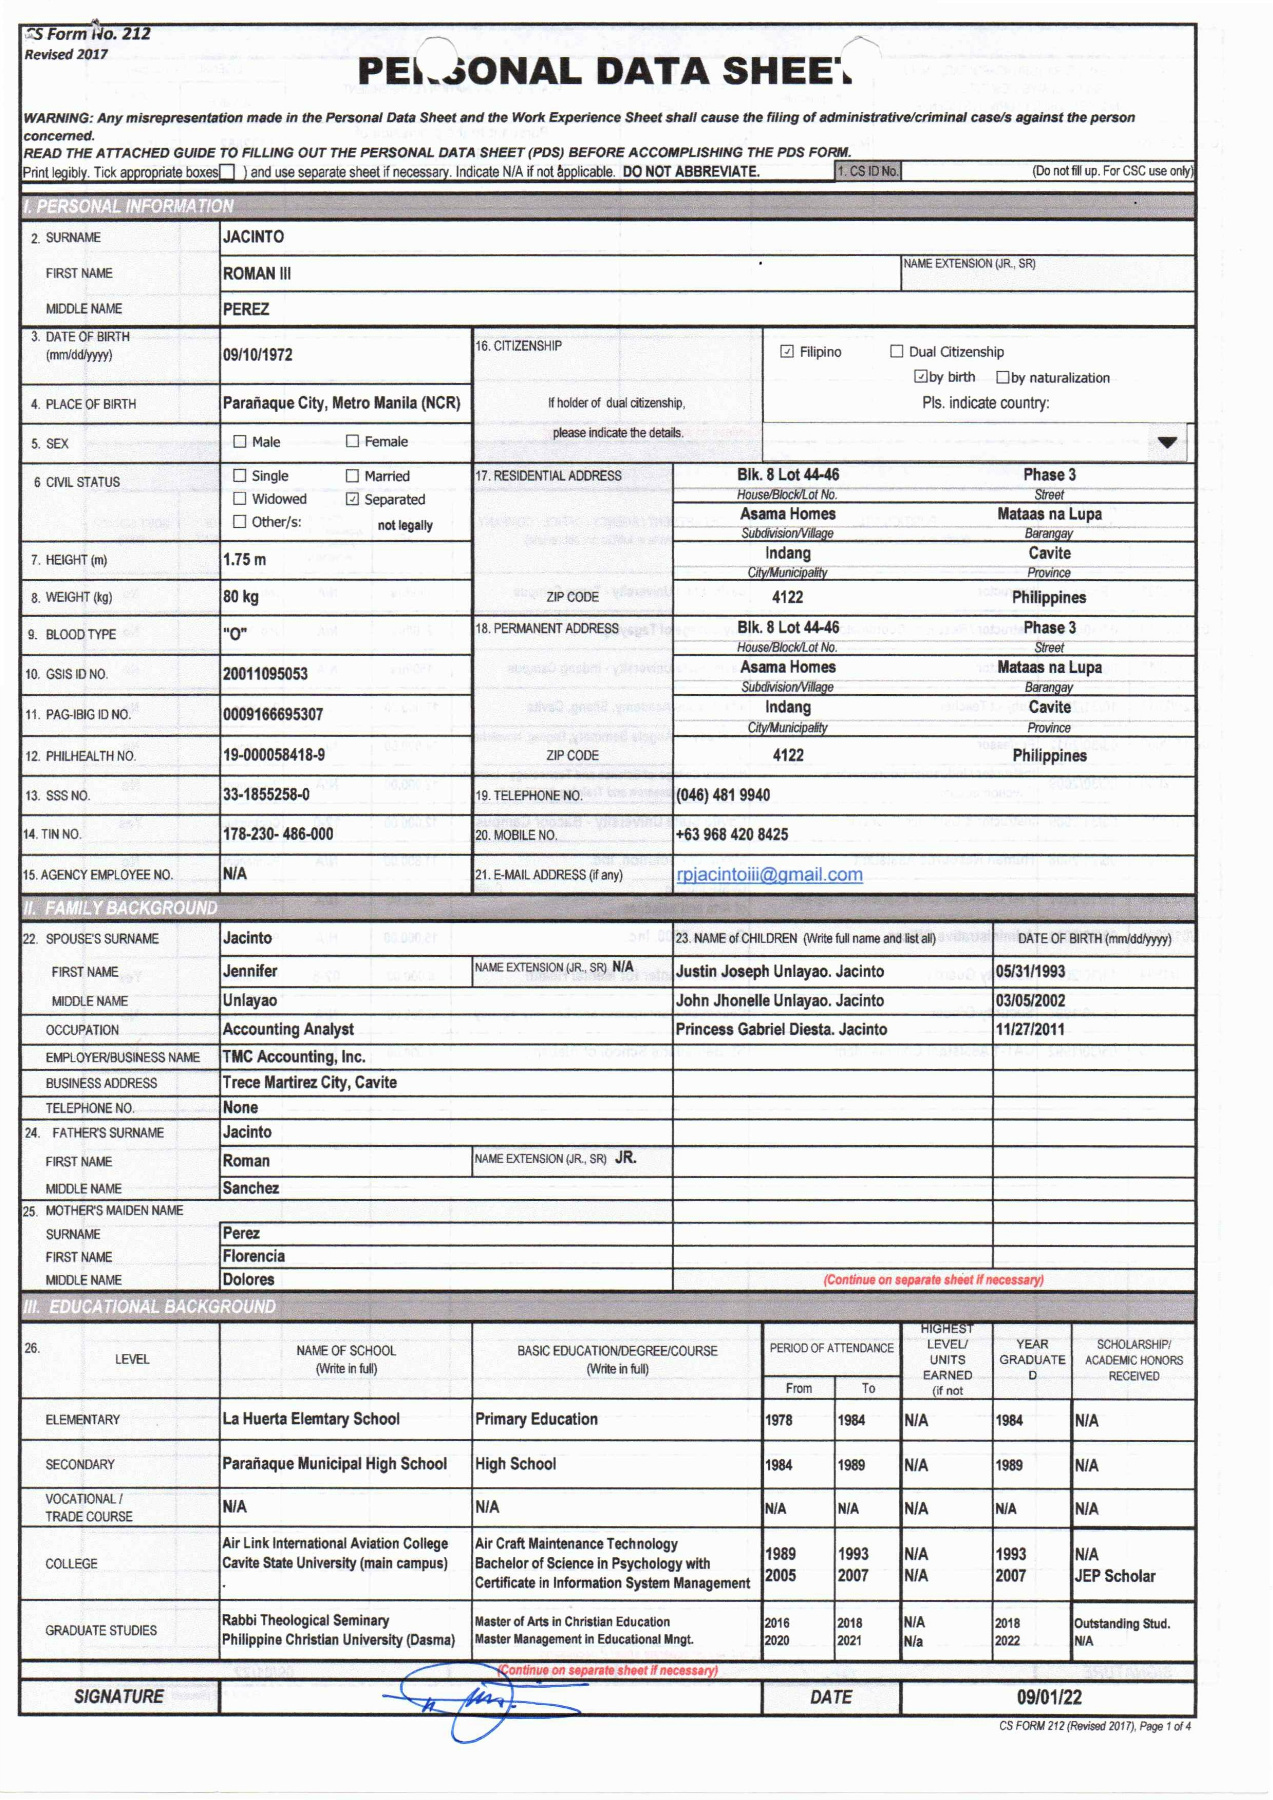 CS Form No. 212
Revised 2017
PERSONAL DATA SHEET
WARNING: Any misrepresentation made in the Personal Data Sheet and the Work Experience Sheet shall cause the filing of administrative/criminal case/s against the person
concerned.
READ THE ATTACHED GUIDE TO FILLING OUT THE PERSONAL DATA SHEET (PDS) BEFORE ACCOMPLISHING THE PDS FORM.
Print legibly. Tick appropriate boxes ☐ ) and use separate sheet if necessary. Indicate N/A if not applicable. DO NOT ABBREVIATE. 1. CS ID No. (Do not fill up. For CSC use only)
I. PERSONAL INFORMATION
2. SURNAME JACINTO
FIRST NAME ROMAN III NAME EXTENSION (JR., SR)
MIDDLE NAME PEREZ
3. DATE OF BIRTH
(mm/dd/yyyy) 09/10/1972
16. CITIZENSHIP ☑ Filipino ☐ Dual Citizenship
☑ by birth ☐ by naturalization
4. PLACE OF BIRTH Parañaque City, Metro Manila (NCR) If holder of dual citizenship, Pls. indicate country:
5. SEX ☐ Male ☐ Female please indicate the details.
6 CIVIL STATUS ☐ Single ☐ Married
☐ Widowed ☑ Separated
☐ Other/s: not legally
17. RESIDENTIAL ADDRESS Blk. 8 Lot 44-46 Phase 3
House/Block/Lot No. Street
Asama Homes Mataas na Lupa
Subdivision/Village Barangay
7. HEIGHT (m) 1.75 m Indang Cavite
City/Municipality Province
8. WEIGHT (kg) 80 kg ZIP CODE 4122 Philippines
9. BLOOD TYPE "O" 18. PERMANENT ADDRESS Blk. 8 Lot 44-46 Phase 3
House/Block/Lot No. Street
10. GSIS ID NO. 20011095053 Asama Homes Mataas na Lupa
Subdivision/Village Barangay
11. PAG-IBIG ID NO. 0009166695307 Indang Cavite
City/Municipality Province
12. PHILHEALTH NO. 19-000058418-9 ZIP CODE 4122 Philippines
13. SSS NO. 33-1855258-0 19. TELEPHONE NO. (046) 481 9940
14. TIN NO. 178-230- 486-000 20. MOBILE NO. +63 968 420 8425
15. AGENCY EMPLOYEE NO. N/A 21. E-MAIL ADDRESS (if any) rpjacintoiii@gmail.com
II. FAMILY BACKGROUND
22. SPOUSE'S SURNAME Jacinto 23. NAME of CHILDREN (Write full name and list all) DATE OF BIRTH (mm/dd/yyyy)
FIRST NAME Jennifer NAME EXTENSION (JR., SR) N/A Justin Joseph Unlayao. Jacinto 05/31/1993
MIDDLE NAME Unlayao John Jhonelle Unlayao. Jacinto 03/05/2002
OCCUPATION Accounting Analyst Princess Gabriel Diesta. Jacinto 11/27/2011
EMPLOYER/BUSINESS NAME TMC Accounting, Inc.
BUSINESS ADDRESS Trece Martirez City, Cavite
TELEPHONE NO. None
24. FATHER'S SURNAME Jacinto
FIRST NAME Roman NAME EXTENSION (JR., SR) JR.
MIDDLE NAME Sanchez
25. MOTHER'S MAIDEN NAME
SURNAME Perez
FIRST NAME Florencia
MIDDLE NAME Dolores (Continue on separate sheet if necessary)
III. EDUCATIONAL BACKGROUND
26. LEVEL NAME OF SCHOOL (Write in full) BASIC EDUCATION/DEGREE/COURSE (Write in full) PERIOD OF ATTENDANCE From To HIGHEST LEVEL/ UNITS EARNED (if not YEAR GRADUATE D SCHOLARSHIP/ ACADEMIC HONORS RECEIVED
ELEMENTARY La Huerta Elemtary School Primary Education 1978 1984 N/A 1984 N/A
SECONDARY Parañaque Municipal High School High School 1984 1989 N/A 1989 N/A
VOCATIONAL / TRADE COURSE N/A N/A N/A N/A N/A N/A N/A
COLLEGE Air Link International Aviation College Air Craft Maintenance Technology 1989 1993 N/A 1993 N/A
Cavite State University (main campus) Bachelor of Science in Psychology with 2005 2007 N/A 2007 JEP Scholar
Certificate in Information System Management
GRADUATE STUDIES Rabbi Theological Seminary Master of Arts in Christian Education 2016 2018 N/A 2018 Outstanding Stud.
Philippine Christian University (Dasma) Master Management in Educational Mngt. 2020 2021 N/a 2022 N/A
(Continue on separate sheet if necessary)
SIGNATURE DATE 09/01/22
CS FORM 212 (Revised 2017), Page 1 of 4